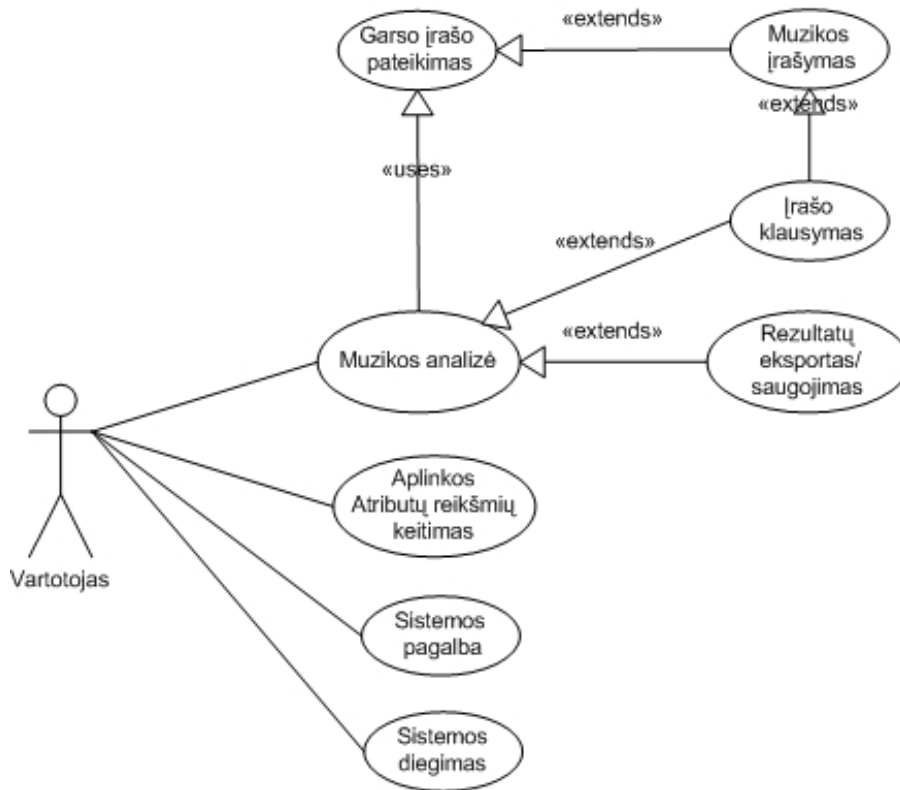 Garso įrašo
pateikimas
«extends»
Muzikos
įrašymas
«extends»
«uses»
Įrašo
klausymas
«extends»
Muzikos analizė
«extends»
Rezultatų
eksportas/
saugojimas
Aplinkos
Atributų reikšmių
keitimas
Vartotojas
Sistemos
pagalba
Sistemos
diegimas